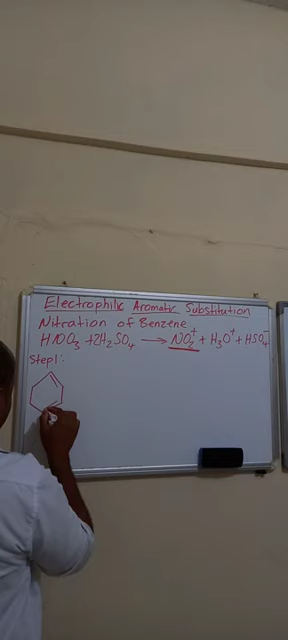 Electrophilic Aromatic Substitution
Nitration of Benzene
HNO₃ + 2H₂SO₄ → NO₂⁺ + H₃O⁺ + HSO₄⁻
Step1: